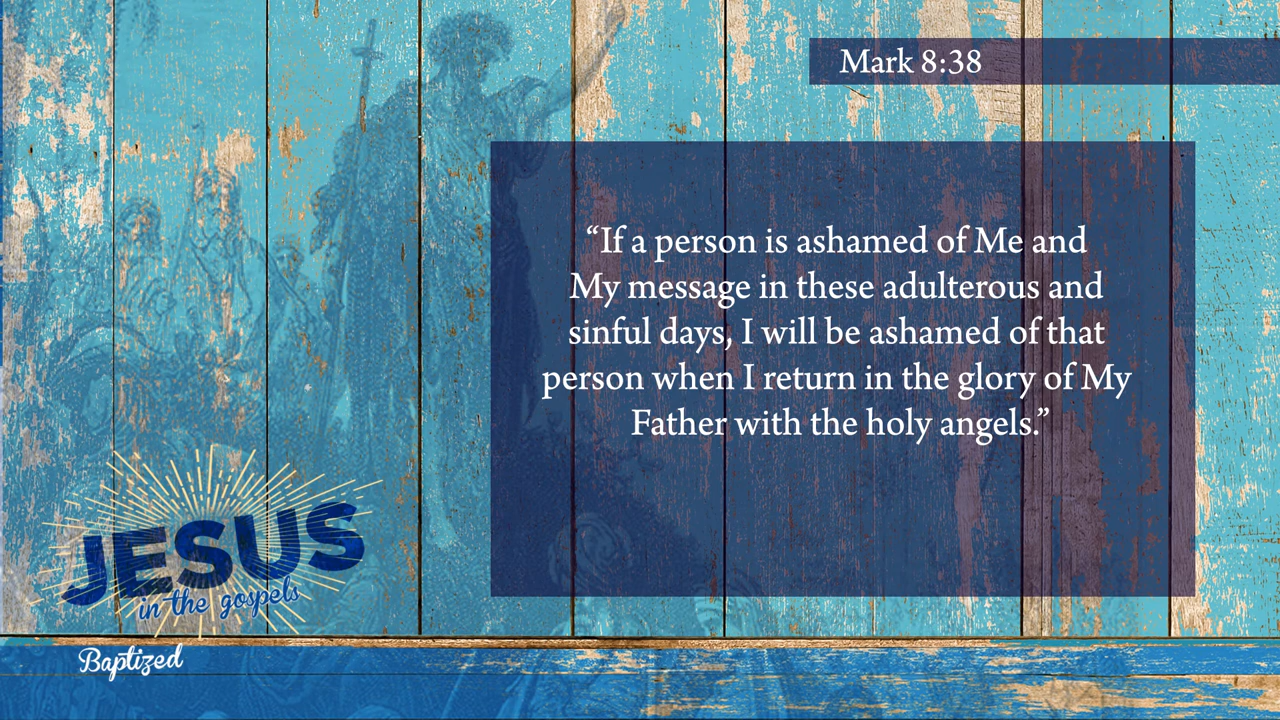 Mark 8:38
“If a person is ashamed of Me and
My message in these adulterous and
sinful days, I will be ashamed of that
person when I return in the glory of My
Father with the holy angels.”
JESUS
in the gospels
Baptized